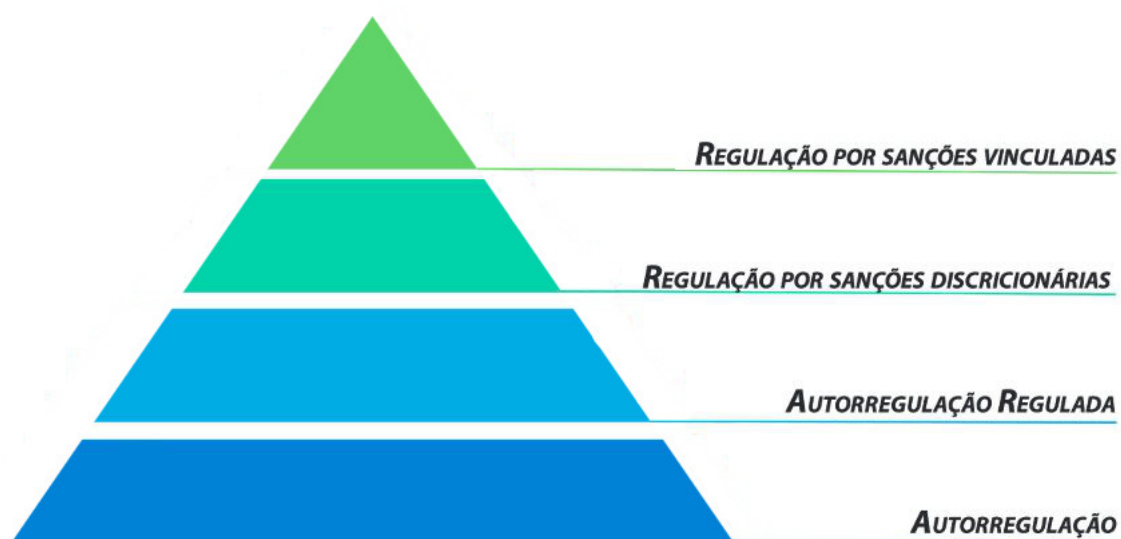 REGULAÇÃO POR SANÇÕES VINCULADAS
REGULAÇÃO POR SANÇÕES DISCRICIONÁRIAS
AUTORREGULAÇÃO REGULADA
AUTORREGULAÇÃO